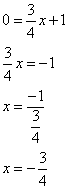 0 = 3/4 x + 1
3/4 x = -1
x = -1 / (3/4)
x = -3/4